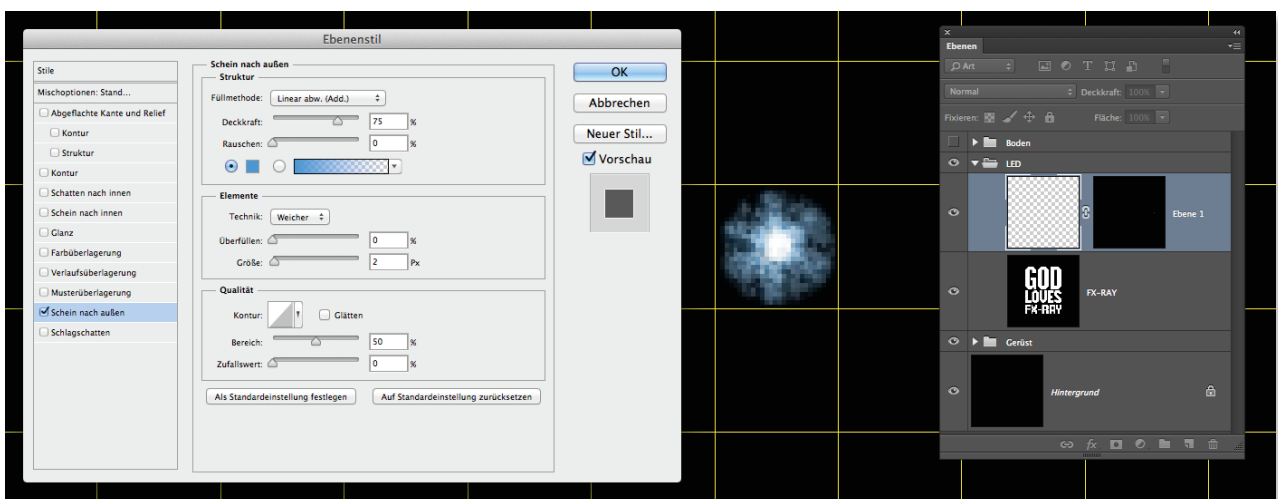 Ebenenstil
Stile
Mischoptionen: Stand...
Abgeflachte Kante und Relief
Kontur
Struktur
Kontur
Schatten nach innen
Schein nach innen
Glanz
Farbüberlagerung
Verlaufsüberlagerung
Musterüberlagerung
Schein nach außen
Schlagschatten
Schein nach außen
Struktur
Füllmethode: Linear abw. (Add.)
Deckkraft: 75 %
Rauschen: 0 %
Elemente
Technik: Weicher
Überfüllen: 0 %
Größe: 2 Px
Qualität
Kontur: Glätten
Bereich: 50 %
Zufallswert: 0 %
Als Standardeinstellung festlegen Auf Standardeinstellung zurücksetzen
OK
Abbrechen
Neuer Stil...
Vorschau
Ebenen
Art
Normal Deckkraft: 100%
Fixieren: Fläche: 100%
Boden
LED
Ebene 1
GOD
LOVES
FX-RAY
FX-RAY
Gerüst
Hintergrund
fx